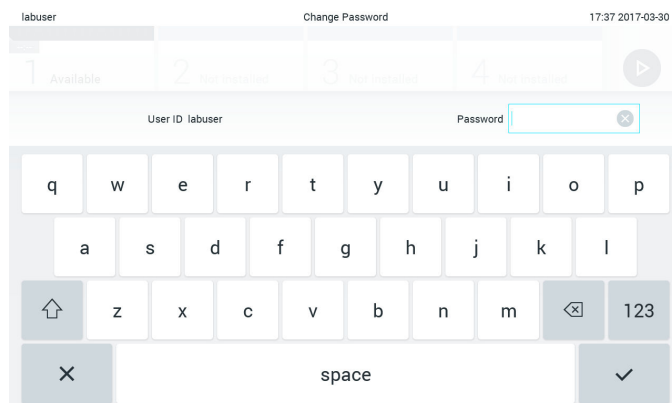 labuser Change Password 17:37 2017-03-30
1 Available 2 Not installed 3 Not installed 4 Not installed
User ID labuser Password
q w e r t y u i o p
a s d f g h j k l
z x c v b n m 123
space